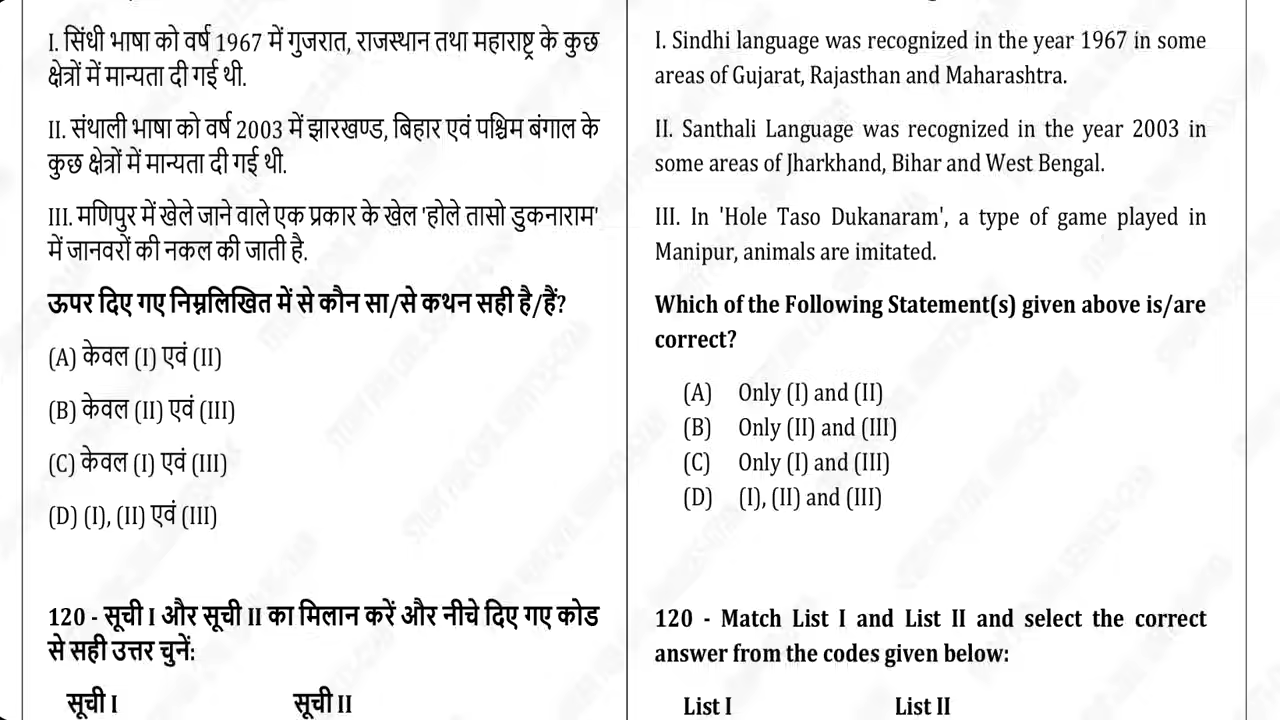 I. सिंधी भाषा को वर्ष 1967 में गुजरात, राजस्थान तथा महाराष्ट्र के कुछ
क्षेत्रों में मान्यता दी गई थी.
II. संथाली भाषा को वर्ष 2003 में झारखण्ड, बिहार एवं पश्चिम बंगाल के
कुछ क्षेत्रों में मान्यता दी गई थी.
III. मणिपुर में खेले जाने वाले एक प्रकार के खेल 'होले तासो डुकनाराम'
में जानवरों की नकल की जाती है.
ऊपर दिए गए निम्नलिखित में से कौन सा/से कथन सही है/हैं?
(A) केवल (I) एवं (II)
(B) केवल (II) एवं (III)
(C) केवल (I) एवं (III)
(D) (I), (II) एवं (III)
120 - सूची I और सूची II का मिलान करें और नीचे दिए गए कोड
से सही उत्तर चुनें:
सूची I सूची II
I. Sindhi language was recognized in the year 1967 in some
areas of Gujarat, Rajasthan and Maharashtra.
II. Santhali Language was recognized in the year 2003 in
some areas of Jharkhand, Bihar and West Bengal.
III. In 'Hole Taso Dukanaram', a type of game played in
Manipur, animals are imitated.
Which of the Following Statement(s) given above is/are
correct?
(A) Only (I) and (II)
(B) Only (II) and (III)
(C) Only (I) and (III)
(D) (I), (II) and (III)
120 - Match List I and List II and select the correct
answer from the codes given below:
List I List II